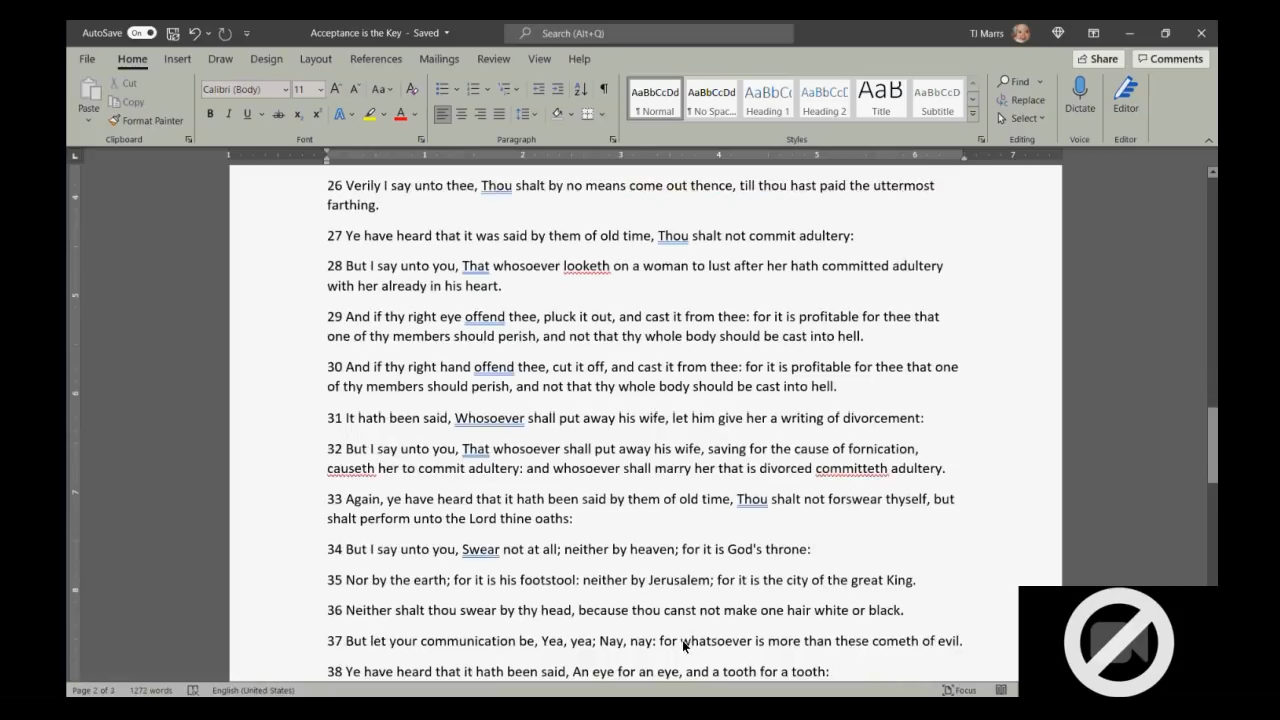 AutoSave On Acceptance is the Key - Saved Search (Alt+Q) TJ Marrs
File Home Insert Draw Design Layout References Mailings Review View Help Share Comments
Paste Cut Copy Format Painter Clipboard
Calibri (Body) 11 A A Aa A
B I U ab x₂ x² A A Font
Paragraph
AaBbCcDd AaBbCcDd AaBbC( AaBbCcC AaB AaBbCcD
¶ Normal ¶ No Spac... Heading 1 Heading 2 Title Subtitle
Styles
Find Replace Select Editing
Dictate Voice
Editor Editor
1 1 2 3 4 5 6 7
4
5
6
7
8
26 Verily I say unto thee, Thou shalt by no means come out thence, till thou hast paid the uttermost
farthing.
27 Ye have heard that it was said by them of old time, Thou shalt not commit adultery:
28 But I say unto you, That whosoever looketh on a woman to lust after her hath committed adultery
with her already in his heart.
29 And if thy right eye offend thee, pluck it out, and cast it from thee: for it is profitable for thee that
one of thy members should perish, and not that thy whole body should be cast into hell.
30 And if thy right hand offend thee, cut it off, and cast it from thee: for it is profitable for thee that one
of thy members should perish, and not that thy whole body should be cast into hell.
31 It hath been said, Whosoever shall put away his wife, let him give her a writing of divorcement:
32 But I say unto you, That whosoever shall put away his wife, saving for the cause of fornication,
causeth her to commit adultery: and whosoever shall marry her that is divorced committeth adultery.
33 Again, ye have heard that it hath been said by them of old time, Thou shalt not forswear thyself, but
shalt perform unto the Lord thine oaths:
34 But I say unto you, Swear not at all; neither by heaven; for it is God's throne:
35 Nor by the earth; for it is his footstool: neither by Jerusalem; for it is the city of the great King.
36 Neither shalt thou swear by thy head, because thou canst not make one hair white or black.
37 But let your communication be, Yea, yea; Nay, nay: for whatsoever is more than these cometh of evil.
38 Ye have heard that it hath been said, An eye for an eye, and a tooth for a tooth:
Page 2 of 3 1272 words English (United States) Focus